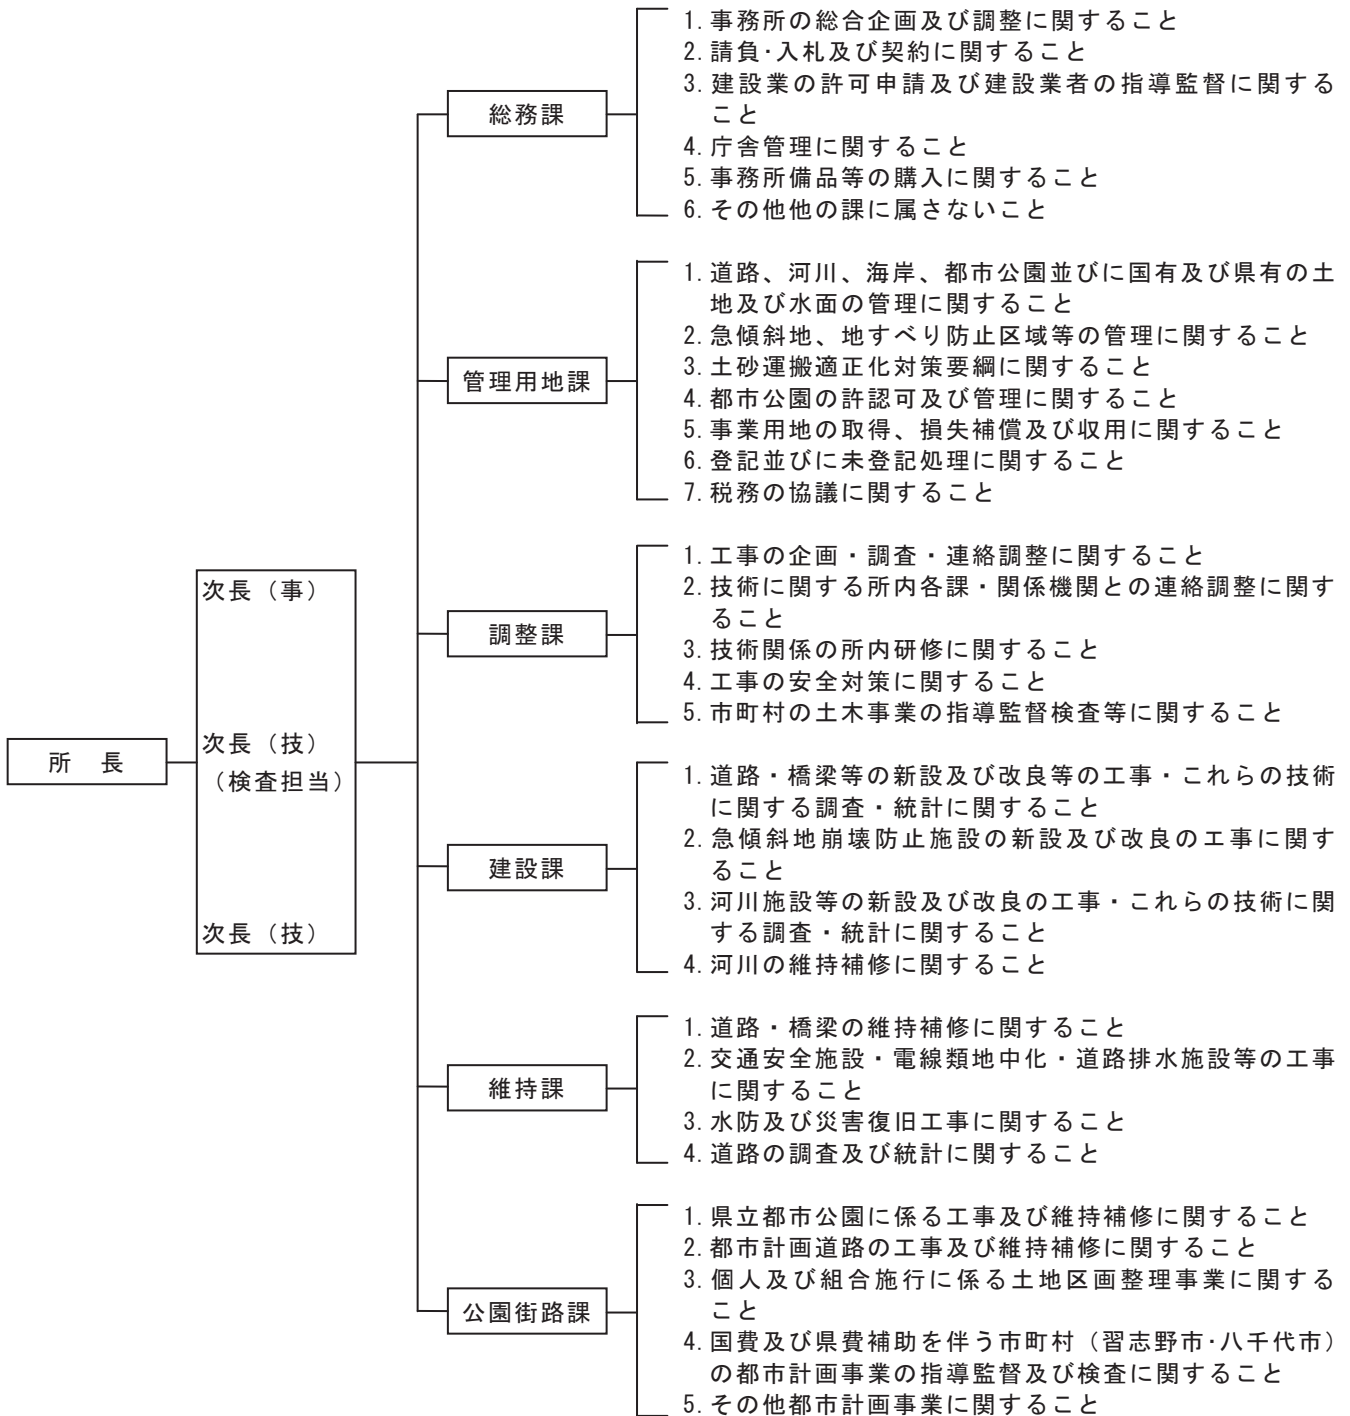 所　長
次長（事）
次長（技）
（検査担当）
次長（技）
総務課
1.事務所の総合企画及び調整に関すること
2.請負･入札及び契約に関すること
3.建設業の許可申請及び建設業者の指導監督に関する
こと
4.庁舎管理に関すること
5.事務所備品等の購入に関すること
6.その他他の課に属さないこと
管理用地課
1.道路、河川、海岸、都市公園並びに国有及び県有の土
地及び水面の管理に関すること
2.急傾斜地、地すべり防止区域等の管理に関すること
3.土砂運搬適正化対策要綱に関すること
4.都市公園の許認可及び管理に関すること
5.事業用地の取得、損失補償及び収用に関すること
6.登記並びに未登記処理に関すること
7.税務の協議に関すること
調整課
1.工事の企画・調査・連絡調整に関すること
2.技術に関する所内各課・関係機関との連絡調整に関す
ること
3.技術関係の所内研修に関すること
4.工事の安全対策に関すること
5.市町村の土木事業の指導監督検査等に関すること
建設課
1.道路・橋梁等の新設及び改良等の工事・これらの技術
に関する調査・統計に関すること
2.急傾斜地崩壊防止施設の新設及び改良の工事に関す
ること
3.河川施設等の新設及び改良の工事・これらの技術に関
する調査・統計に関すること
4.河川の維持補修に関すること
維持課
1.道路・橋梁の維持補修に関すること
2.交通安全施設・電線類地中化・道路排水施設等の工事
に関すること
3.水防及び災害復旧工事に関すること
4.道路の調査及び統計に関すること
公園街路課
1.県立都市公園に係る工事及び維持補修に関すること
2.都市計画道路の工事及び維持補修に関すること
3.個人及び組合施行に係る土地区画整理事業に関する
こと
4.国費及び県費補助を伴う市町村（習志野市･八千代市）
の都市計画事業の指導監督及び検査に関すること
5.その他都市計画事業に関すること